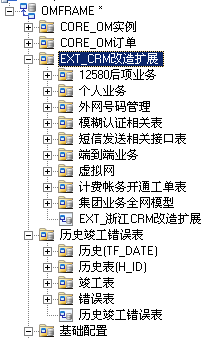 OMFRAME *
CORE_OM实例
CORE_OM订单
EXT_CRM改造扩展
12580后项业务
个人业务
外网号码管理
模糊认证相关表
短信发送相关接口表
端到端业务
虚拟网
计费帐务开通工单表
集团业务全网模型
EXT_浙江CRM改造扩展
历史竣工错误表
历史(TF_DATE)
历史表(H_ID)
竣工表
错误表
历史竣工错误表
基础配置